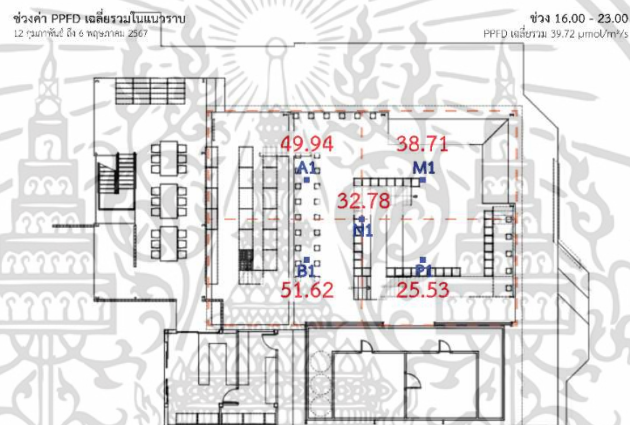 ช่วงค่า PPFD เฉลี่ยรวมในแนวราบ
ช่วง 16.00 - 23.00
12 กุมภาพันธ์ ถึง 6 พฤษภาคม 2567
PPFD เฉลี่ยรวม 39.72 μmol/m²/s
49.94
38.71
A1
M1
32.78
N1
B1
P1
51.62
25.53